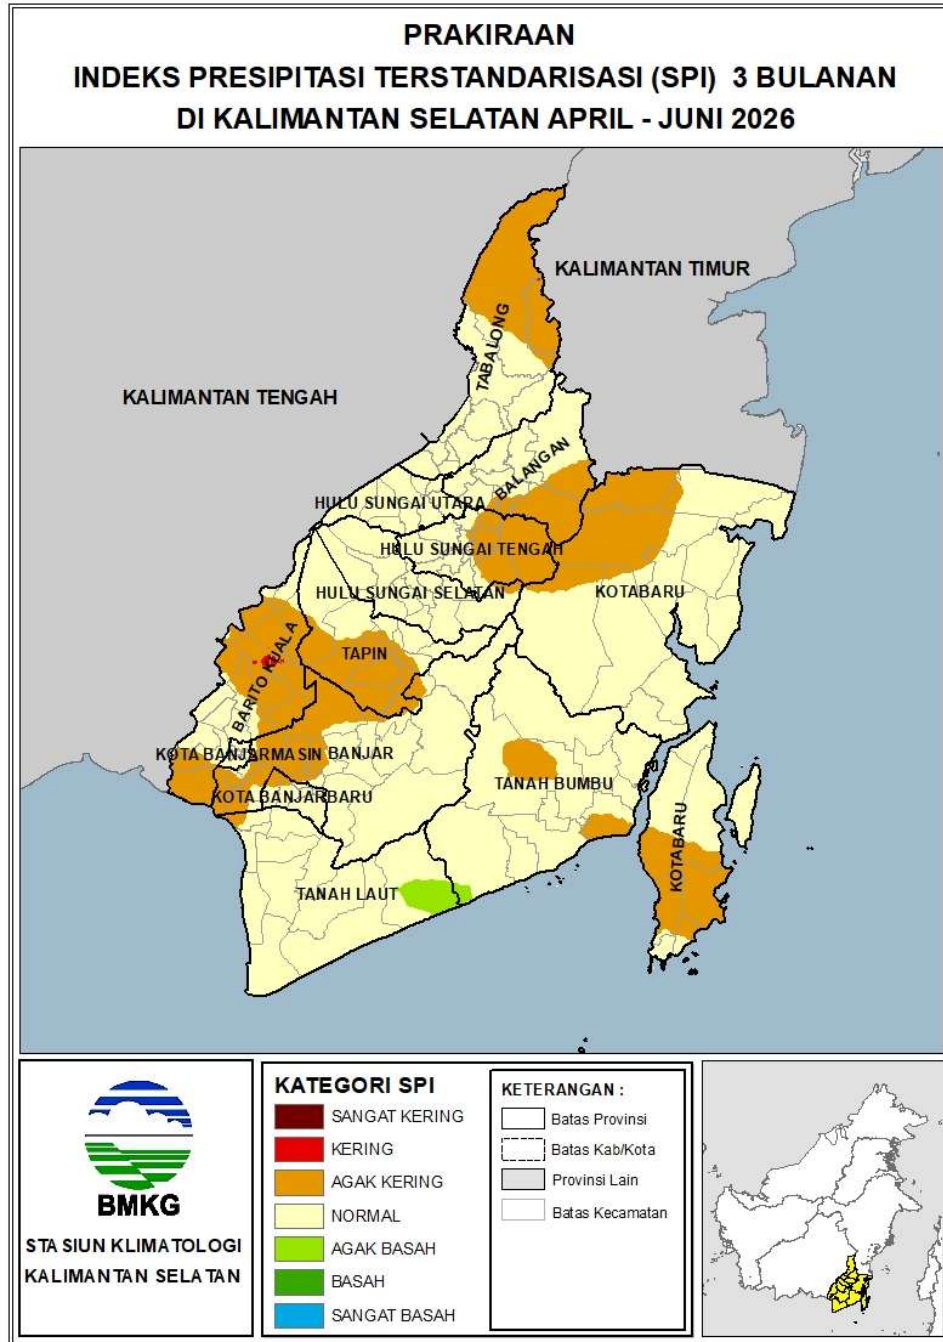 PRAKIRAAN
INDEKS PRESIPITASI TERSTANDARISASI (SPI) 3 BULANAN
DI KALIMANTAN SELATAN APRIL - JUNI 2026
KALIMANTAN TIMUR
TABALONG
KALIMANTAN TENGAH
BALANGAN
HULU SUNGAI UTARA
HULU SUNGAI TENGAH
HULU SUNGAI SELATAN
KOTABARU
TAPIN
BARITO KUALA
KOTA BANJARMASIN
BANJAR
KOTA BANJARBARU
TANAH BUMBU
KOTABARU
TANAH LAUT
BMKG
STASIUN KLIMATOLOGI
KALIMANTAN SELATAN
KATEGORI SPI
SANGAT KERING
KERING
AGAK KERING
NORMAL
AGAK BASAH
BASAH
SANGAT BASAH
KETERANGAN :
Batas Provinsi
Batas Kab/Kota
Provinsi Lain
Batas Kecamatan